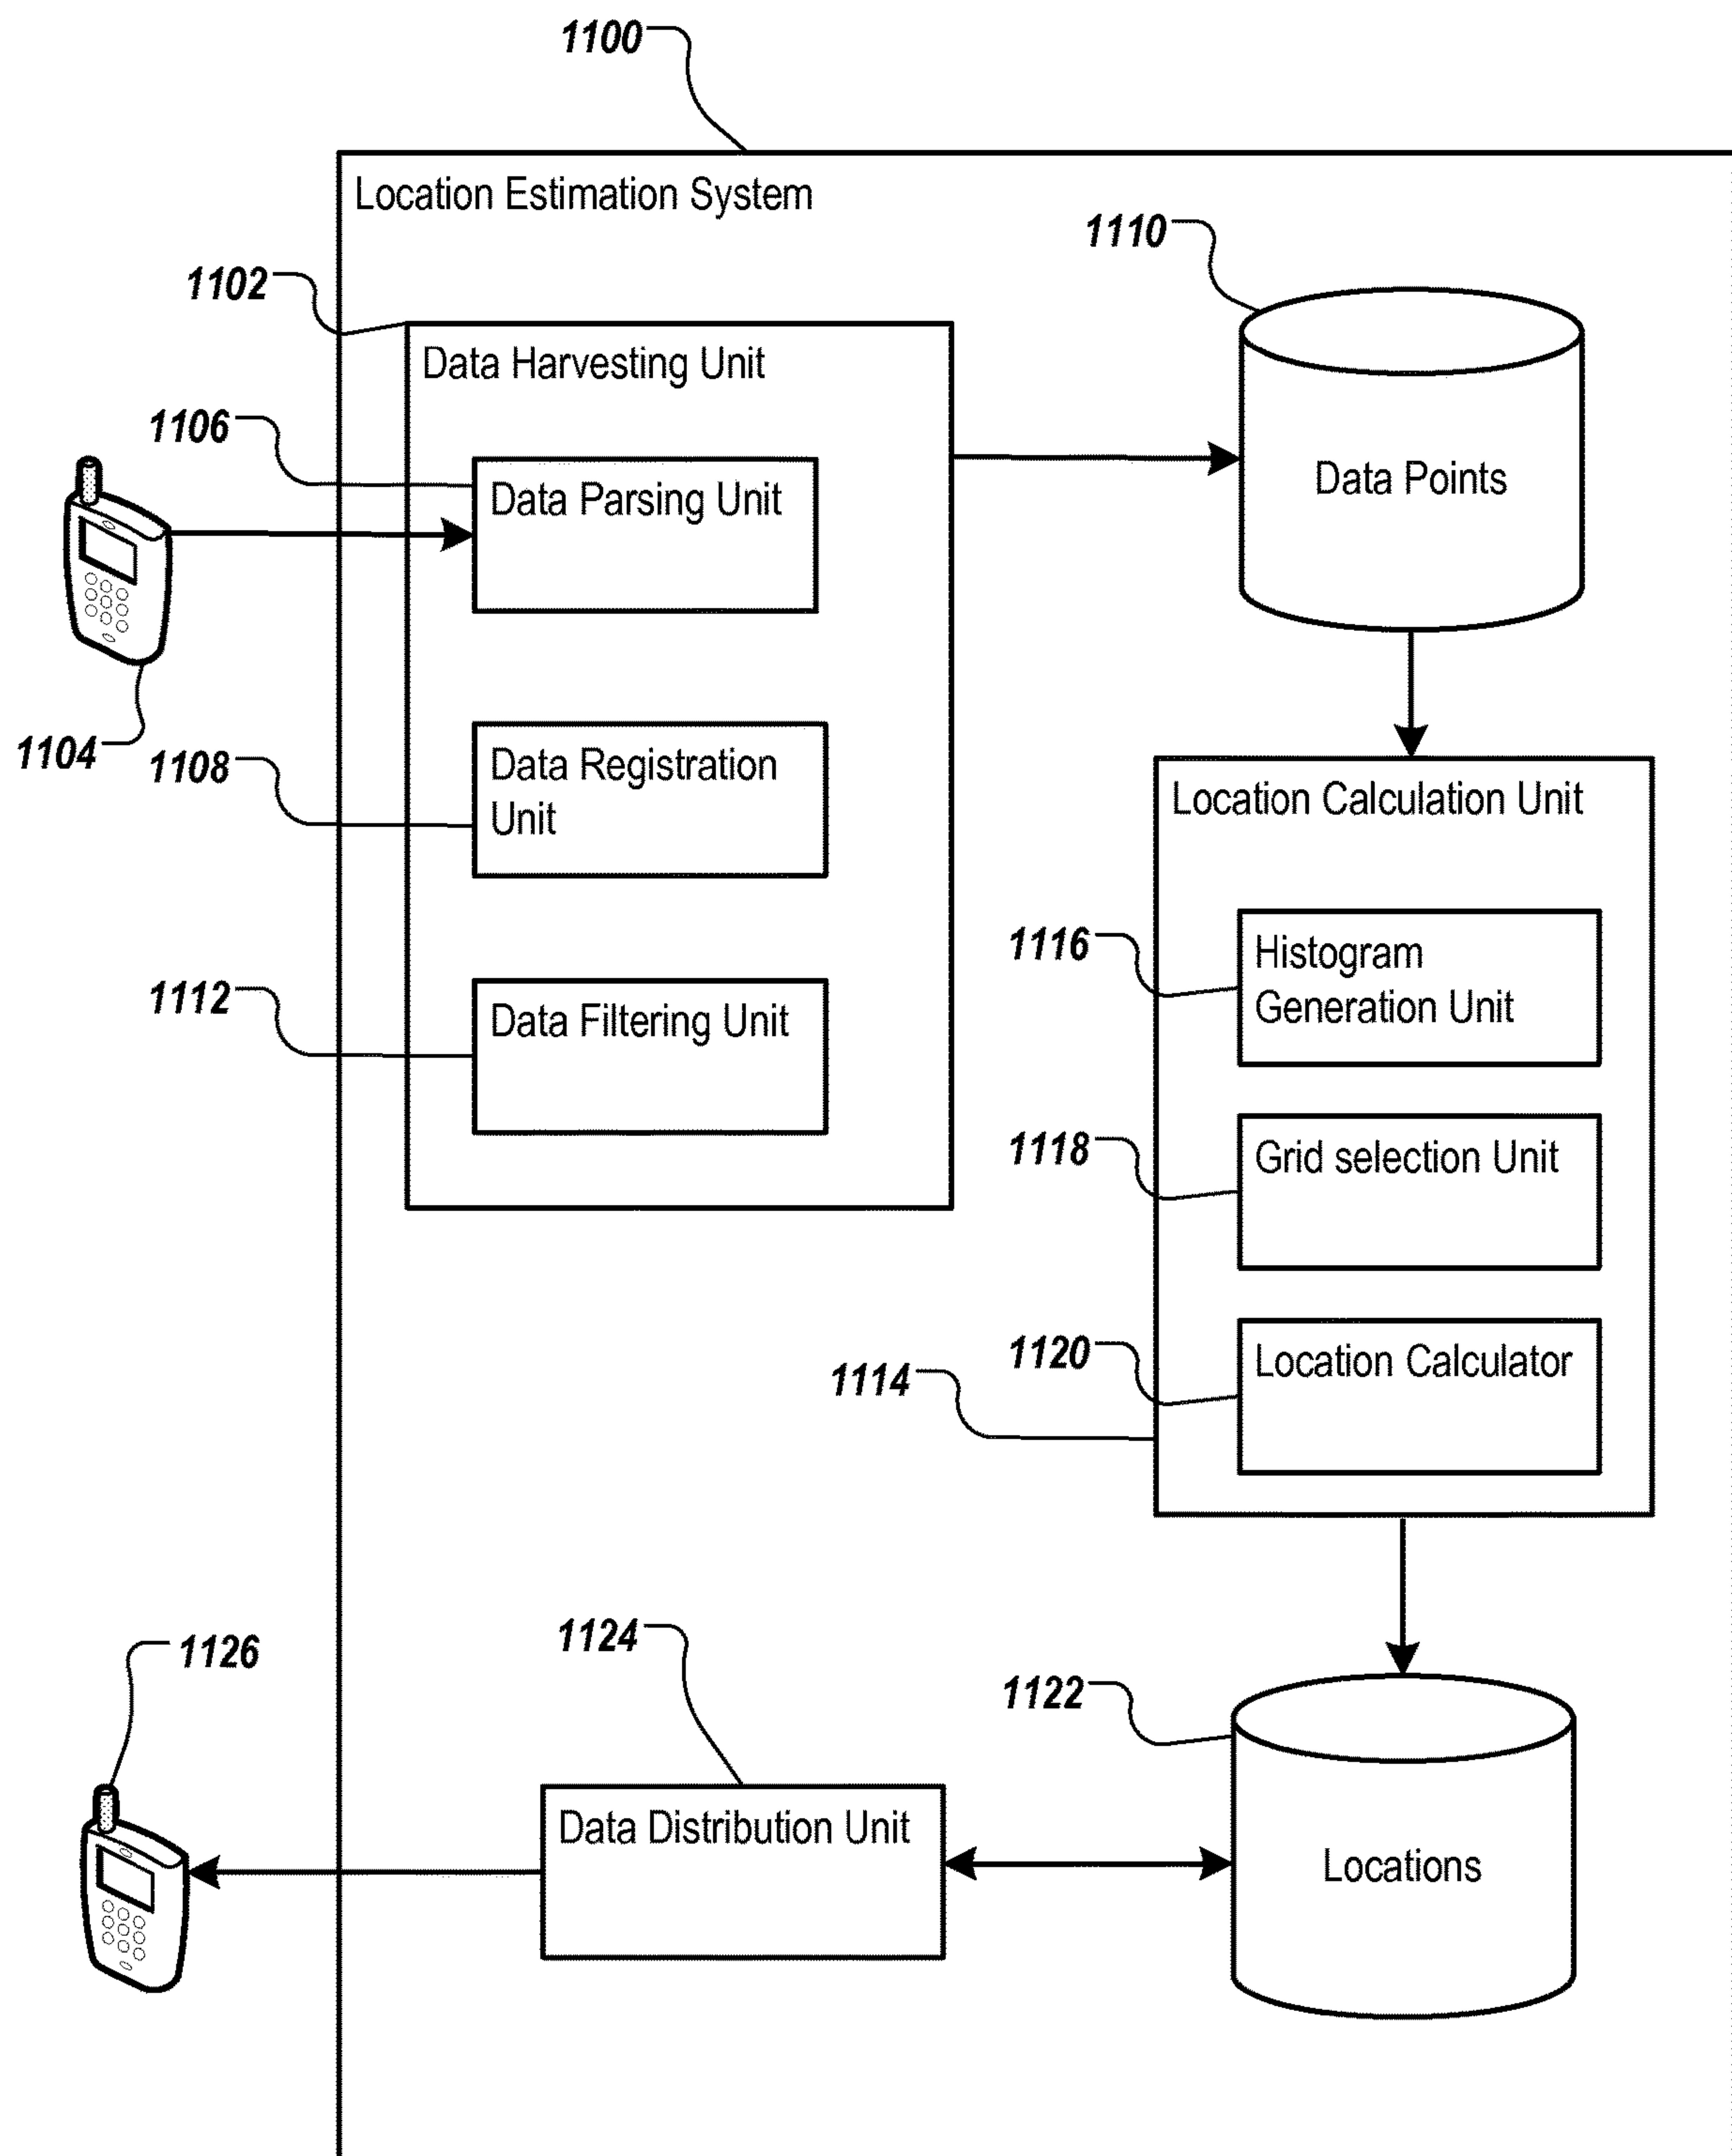 1100
Location Estimation System
1110
1102
Data Harvesting Unit
1106
Data Parsing Unit
Data Points
1104
1108
Data Registration
Unit
Location Calculation Unit
1116
Histogram
Generation Unit
1112
Data Filtering Unit
1118
Grid selection Unit
1120
Location Calculator
1114
1126
1124
1122
Data Distribution Unit
Locations